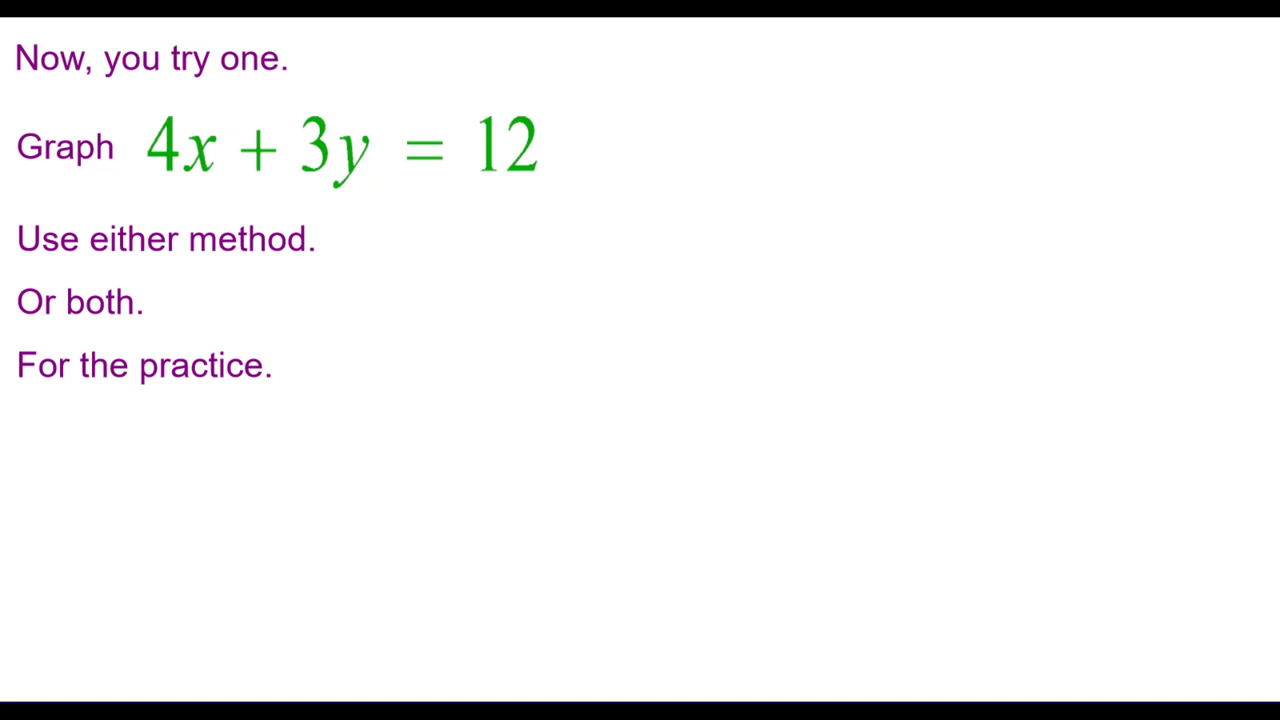 Now, you try one.
Graph 4x + 3y = 12
Use either method.
Or both.
For the practice.